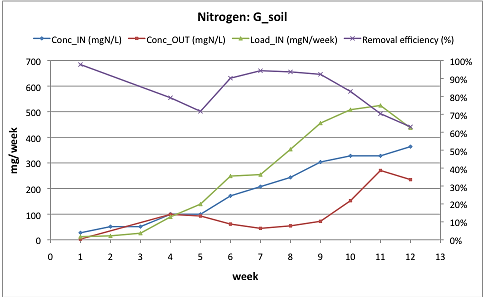 Nitrogen: G_soil
Conc_IN (mgN/L) Conc_OUT (mgN/L) Load_IN (mgN/week) Removal efficiency (%)
700 100%
600 90%
500 80%
400 70%
300 60%
200 50%
100 40%
0 30%
20%
10%
0%
mg/week
0 1 2 3 4 5 6 7 8 9 10 11 12 13
week